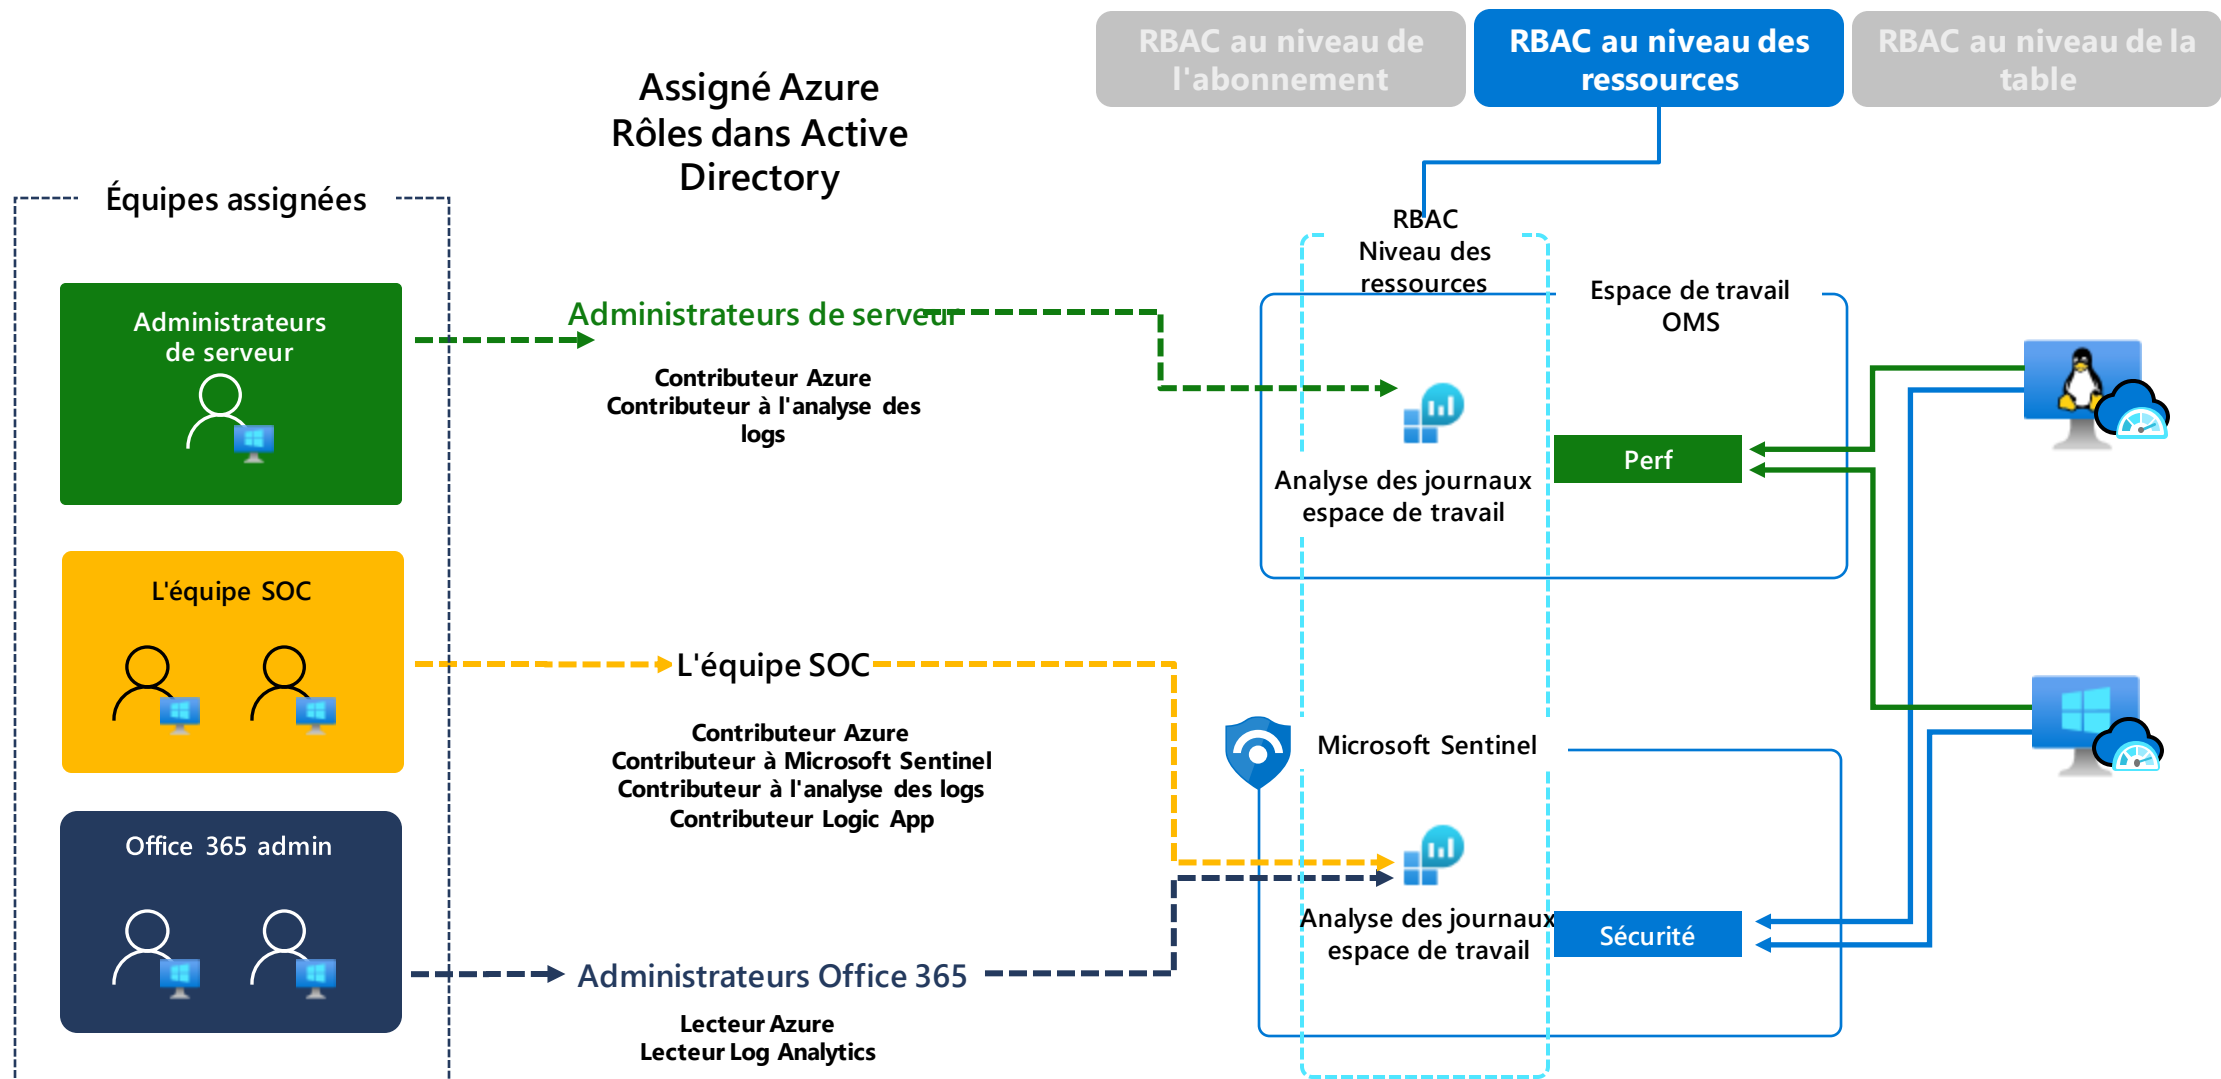 RBAC au niveau de
l'abonnement
RBAC au niveau des
ressources
RBAC au niveau de la
table
Assigné Azure
Rôles dans Active
Directory
Équipes assignées
Administrateurs
de serveur
L'équipe SOC
Office 365 admin
Administrateurs de serveur
Contributeur Azure
Contributeur à l'analyse des
logs
L'équipe SOC
Contributeur Azure
Contributeur à Microsoft Sentinel
Contributeur à l'analyse des logs
Contributeur Logic App
Administrateurs Office 365
Lecteur Azure
Lecteur Log Analytics
RBAC
Niveau des
ressources
Espace de travail
OMS
Analyse des journaux
espace de travail
Perf
Microsoft Sentinel
Analyse des journaux
espace de travail
Sécurité